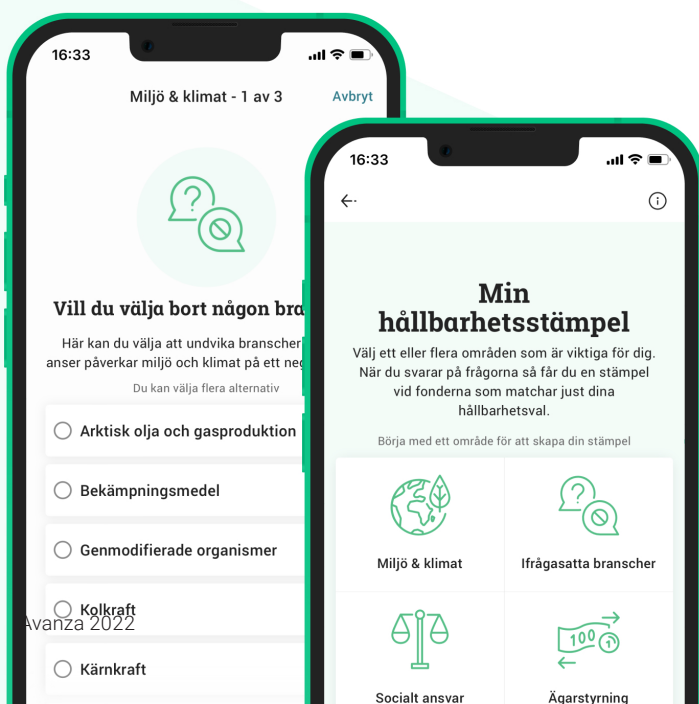 16:33
Miljö & klimat - 1 av 3
Avbryt
Vill du välja bort någon
Här kan du välja att undvika branscher
anser påverkar miljö och klimat på ett
Du kan välja flera alternativ
Arktisk olja och gasproduktion
Bekämpningsmedel
Genmodifierade organismer
Kolkraft
Avanza 2022
Kärnkraft
16:33
Min
hållbarhetsstämpel
Välj ett eller flera områden som är viktiga för dig.
När du svarar på frågorna så får du en stämpel
vid fonderna som matchar just dina
hållbarhetsval.
Börja med ett område för att skapa din stämpel
Miljö & klimat
Ifrågasatta branscher
100
1
Socialt ansvar
Ägarstyrning